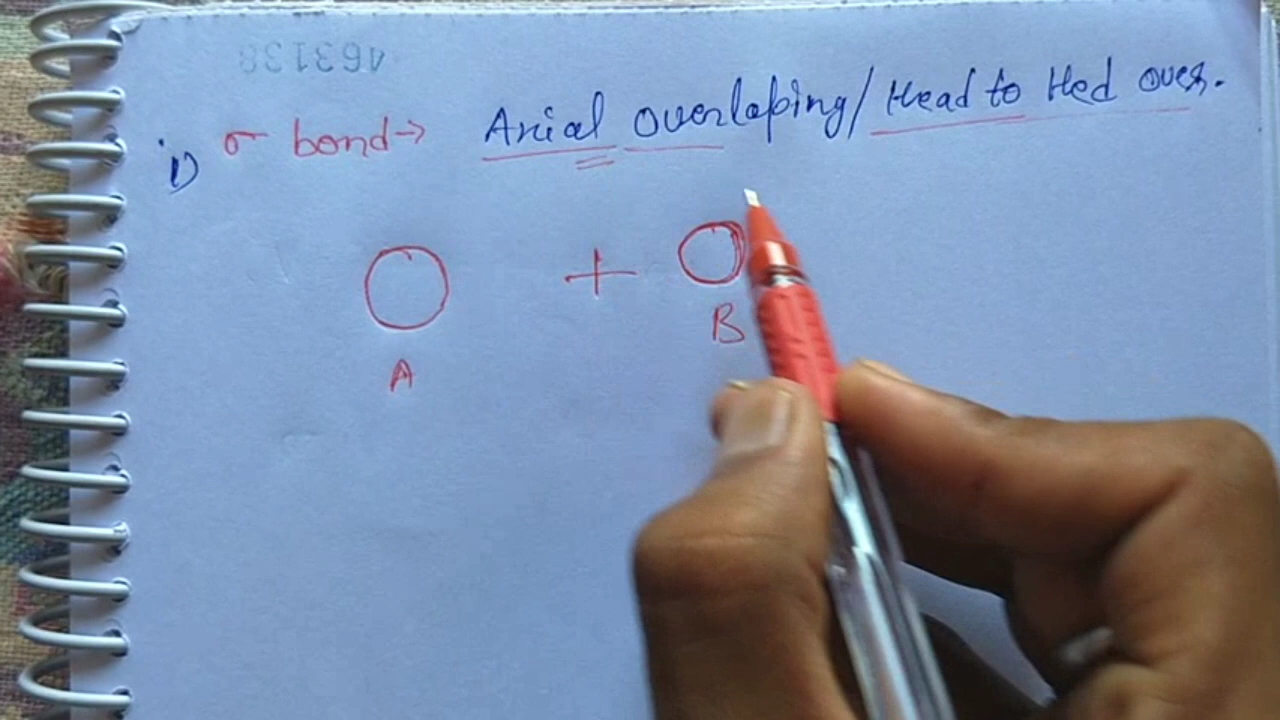 463138
i) σ bond→ Axial overlaping/Head to Hed over.
+
A B